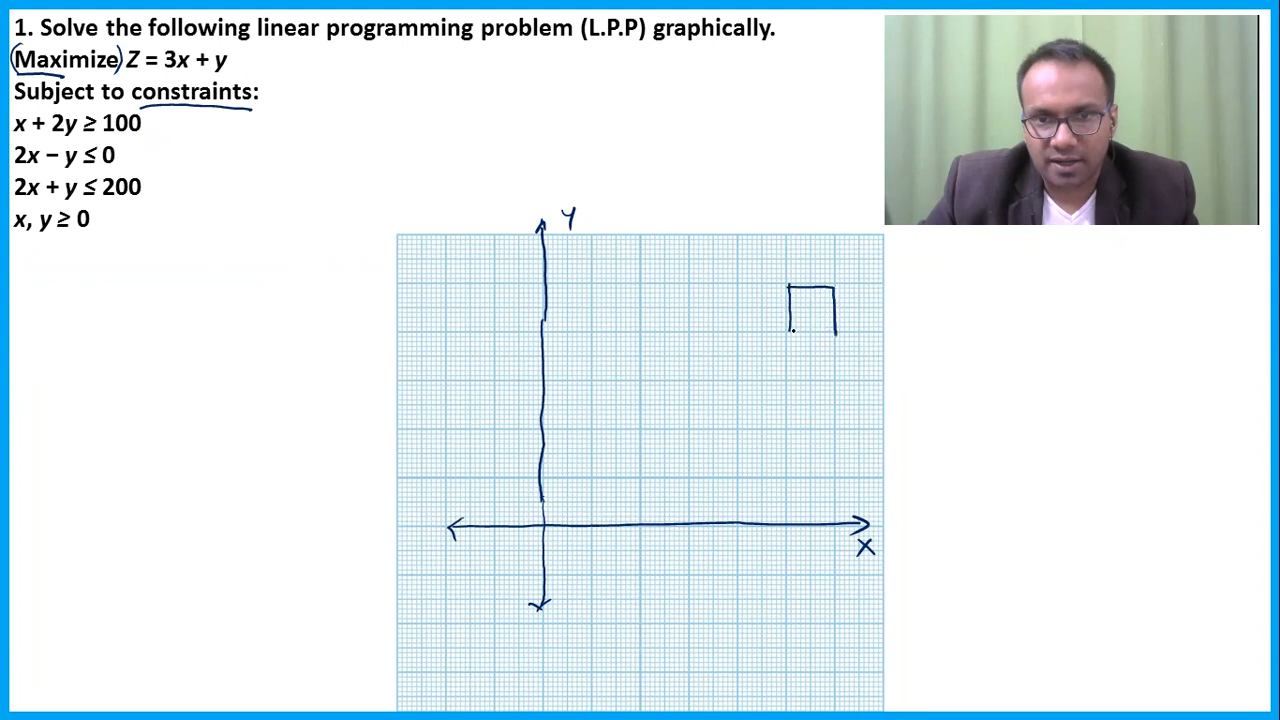 1. Solve the following linear programming problem (L.P.P) graphically.
(Maximize) Z = 3x + y
Subject to constraints:
x + 2y ≥ 100
2x − y ≤ 0
2x + y ≤ 200
x, y ≥ 0
y
x